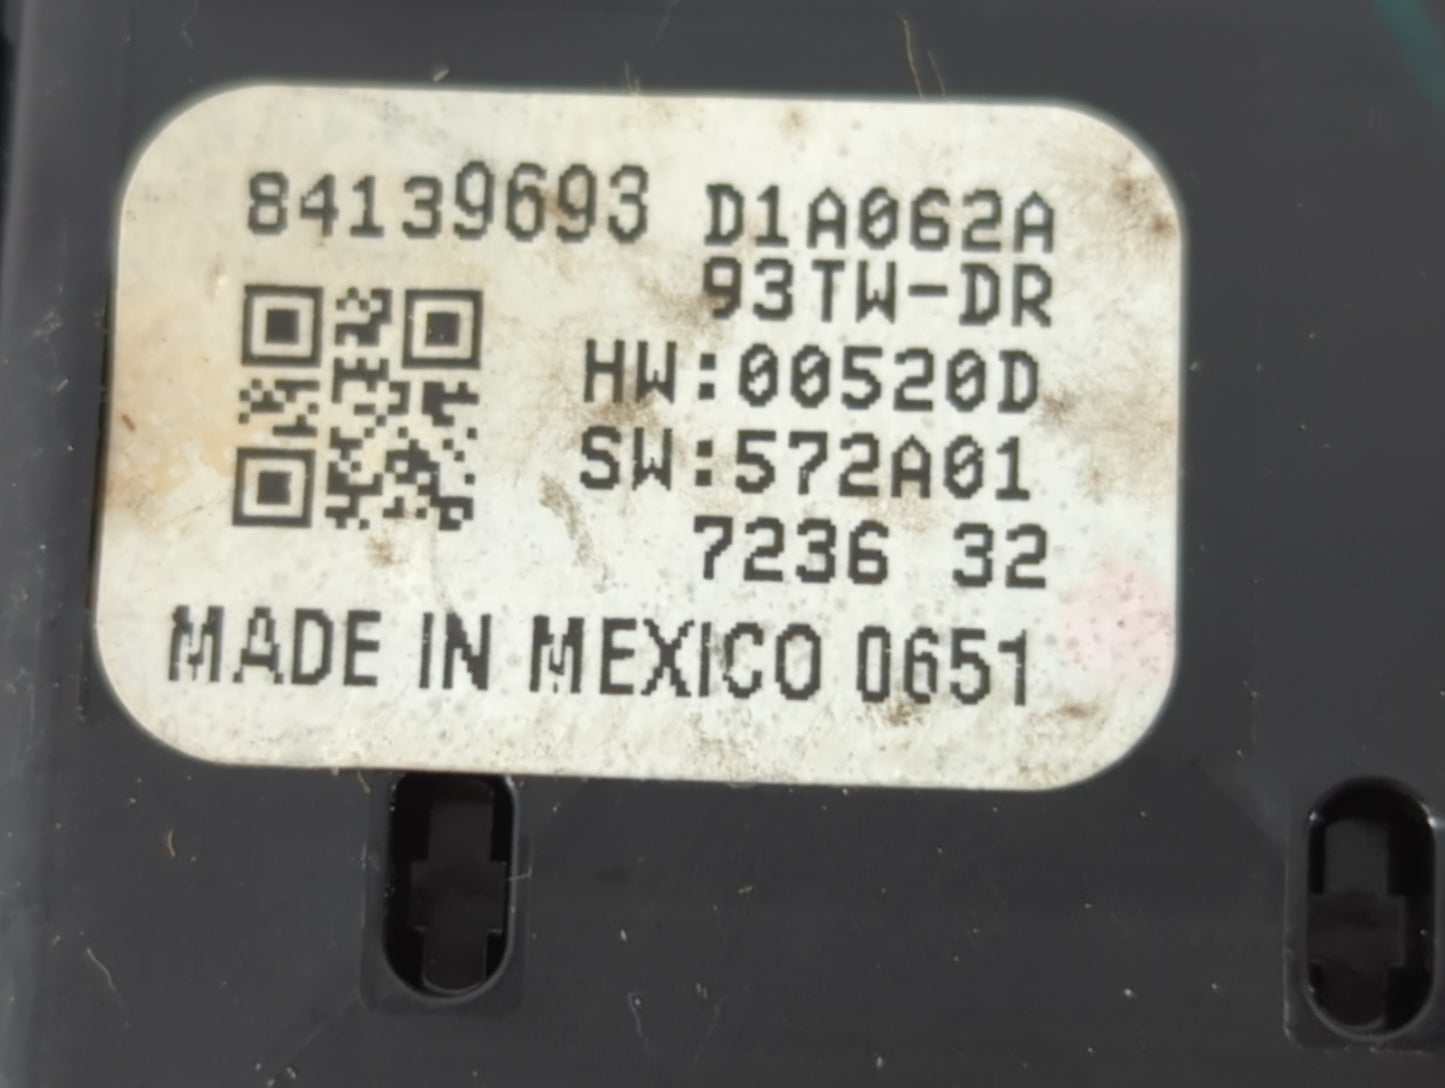 84139693 D1A062A
93TW-DR
HW:00520D
SW:572A01
7236 32
MADE IN MEXICO 0651